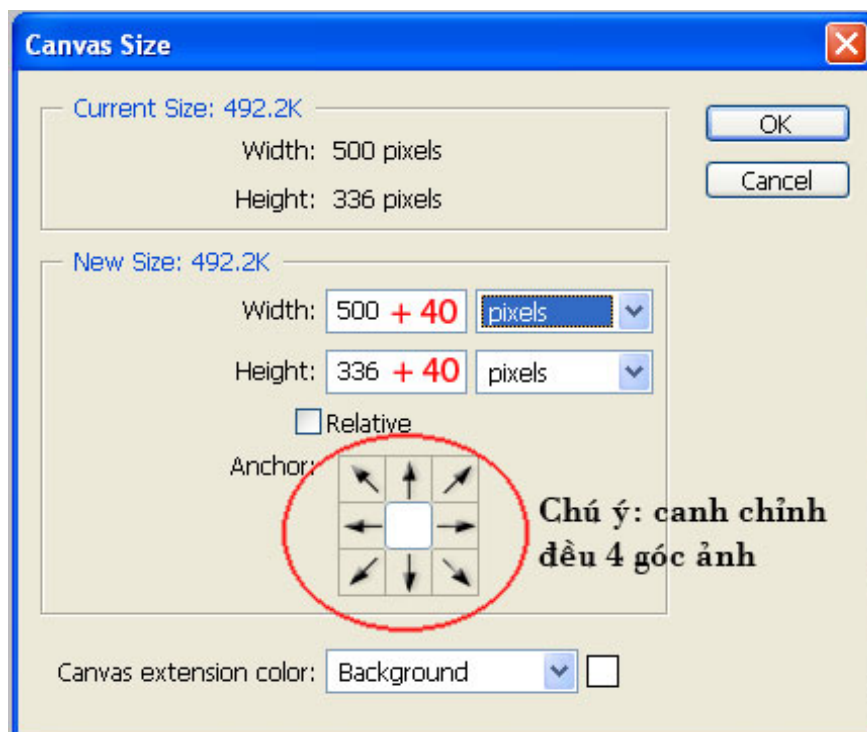 Canvas Size
Current Size: 492.2K
OK
Width: 500 pixels
Cancel
Height: 336 pixels
New Size: 492.2K
Width: 500 + 40 pixels
Height: 336 + 40 pixels
Relative
Anchor:
Chú ý: canh chỉnh
đều 4 góc ảnh
Canvas extension color: Background